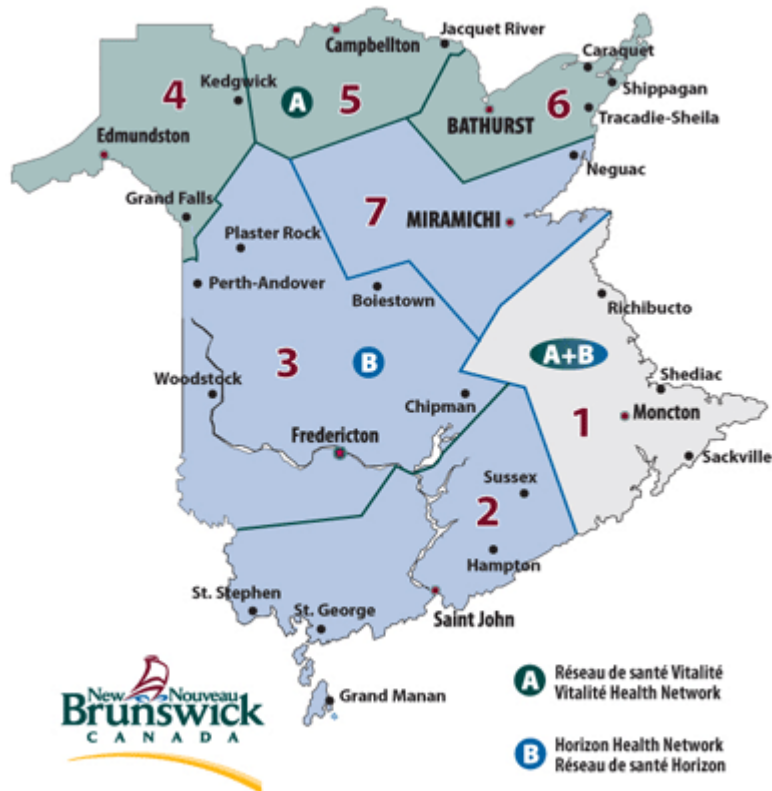 Jacquet River
Campbellton
Caraquet
Kedgwick
4
A
5
6
Shippagan
BATHURST
Tracadie-Sheila
Edmundston
Neguac
Grand Falls
7
MIRAMICHI
Plaster Rock
Perth-Andover
Boiestown
Richibucto
A+B
3
B
Shediac
Woodstock
Chipman
1
Moncton
Fredericton
Sackville
Sussex
2
Hampton
St. Stephen
St. George
Saint John
Grand Manan
New Nouveau
Brunswick
CANADA
A Réseau de santé Vitalité
Vitalité Health Network
B Horizon Health Network
Réseau de santé Horizon